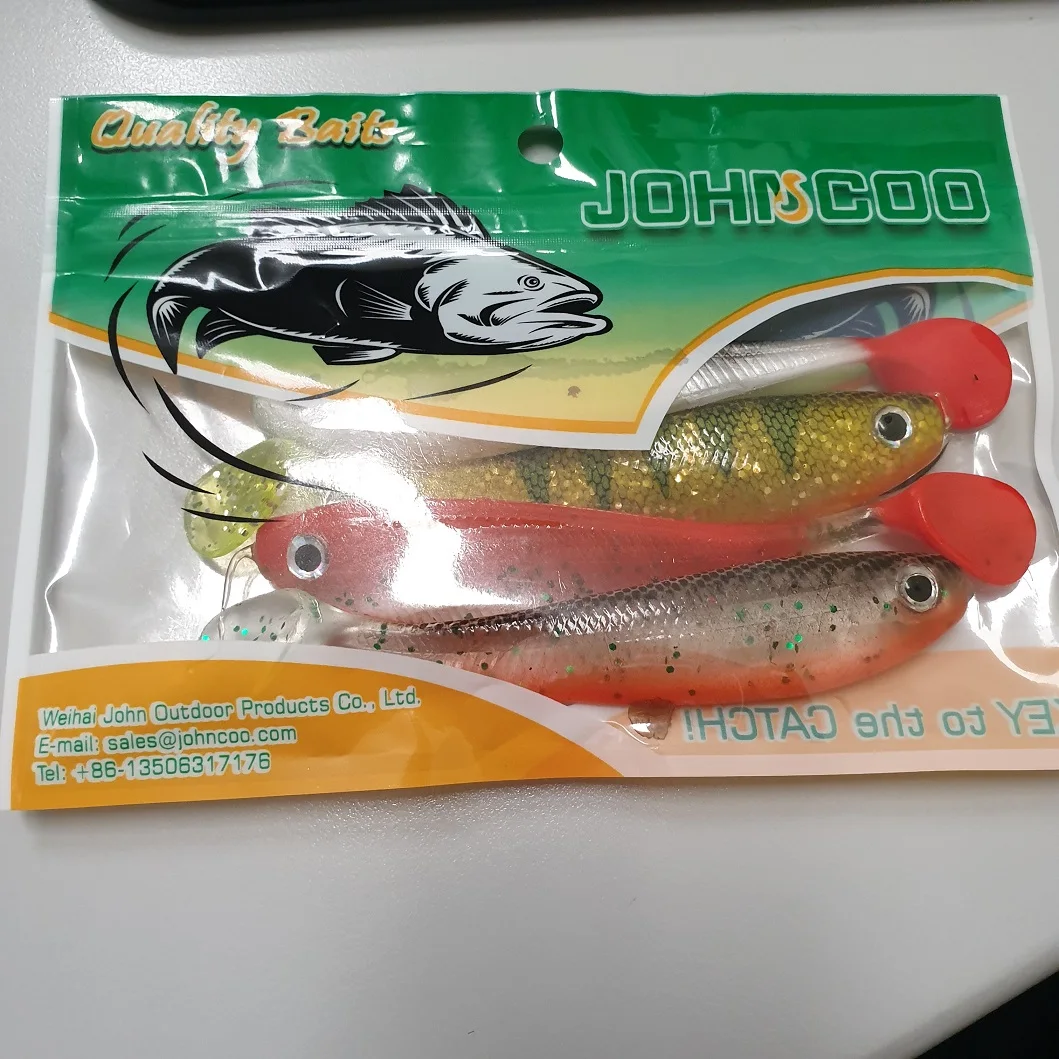 Quality Baits
JOHNCOO
Weihai John Outdoor Products Co., Ltd.
E-mail: sales@johncoo.com
Tel: +86-13506317176
EY to the CATCH!